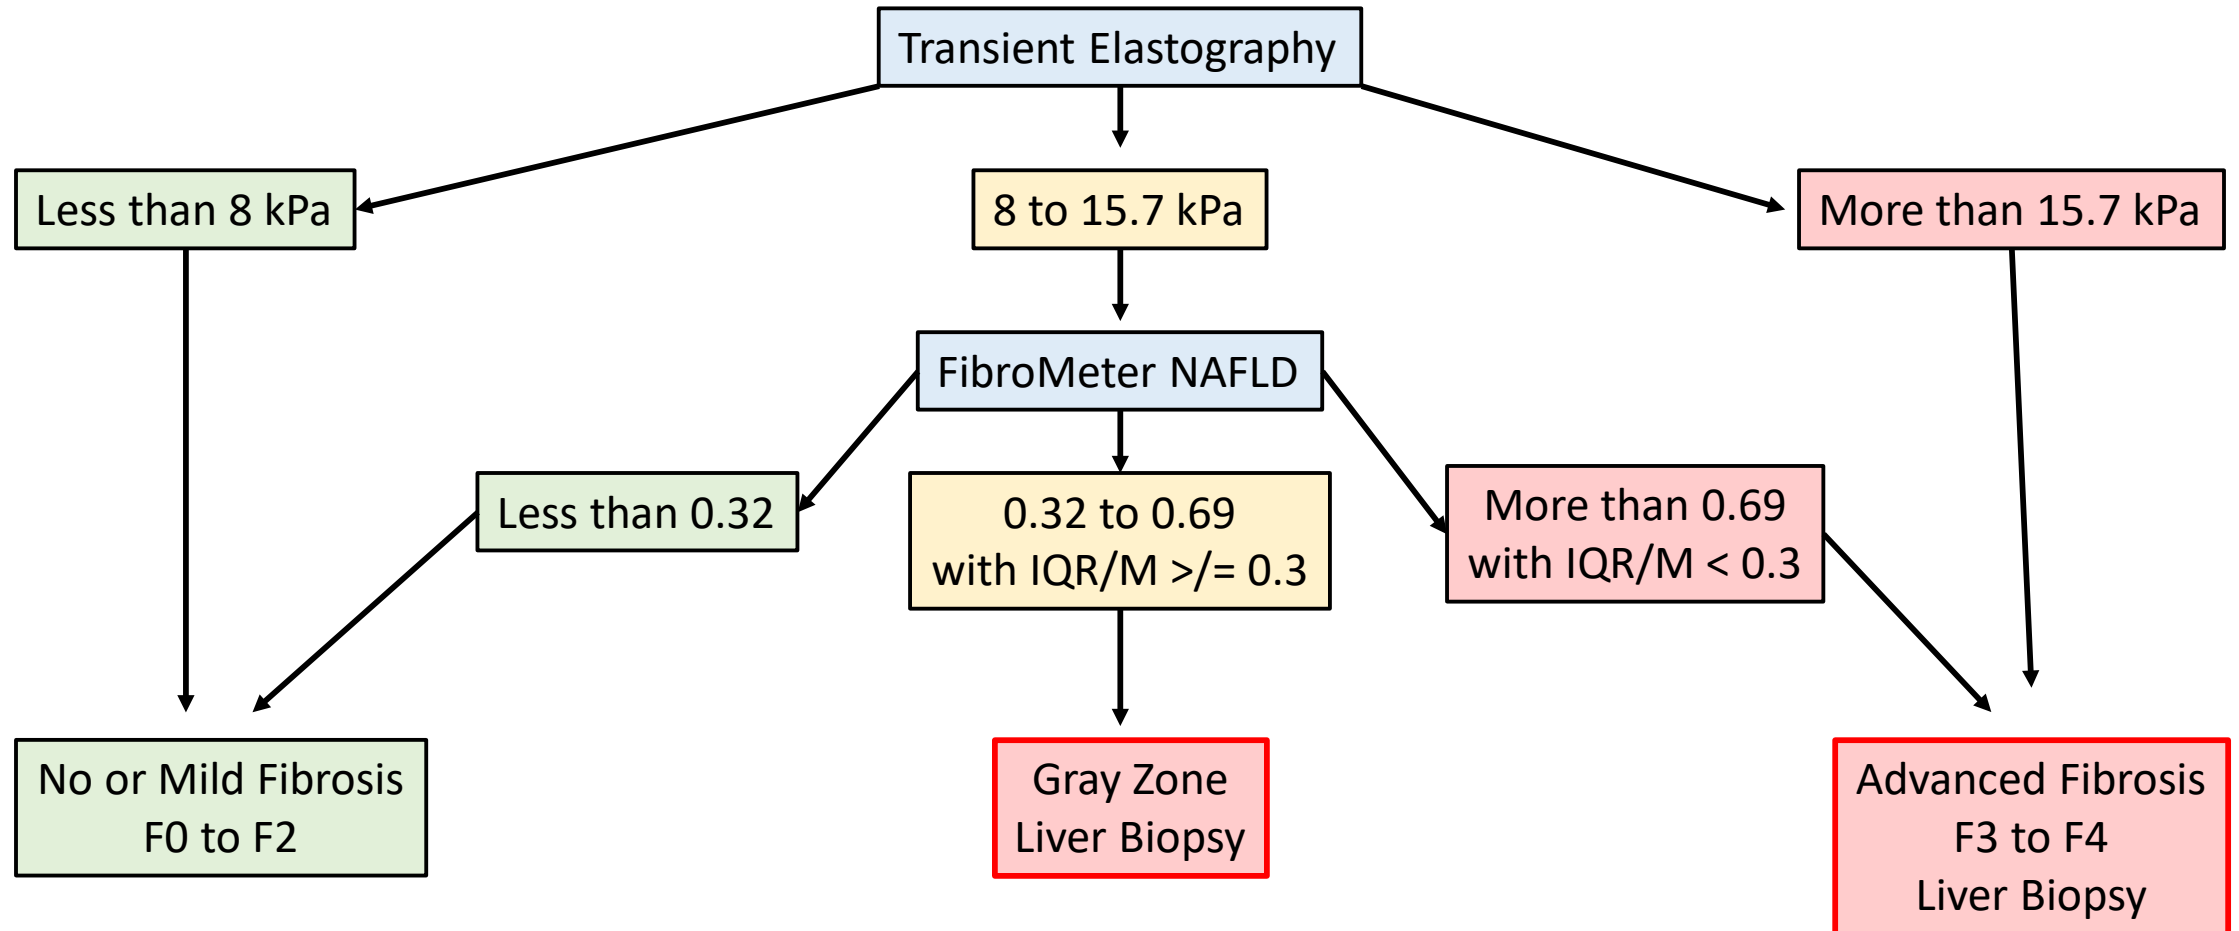 Transient Elastography
Less than 8 kPa
8 to 15.7 kPa
More than 15.7 kPa
FibroMeter NAFLD
Less than 0.32
0.32 to 0.69
with IQR/M >/= 0.3
More than 0.69
with IQR/M < 0.3
No or Mild Fibrosis
F0 to F2
Gray Zone
Liver Biopsy
Advanced Fibrosis
F3 to F4
Liver Biopsy